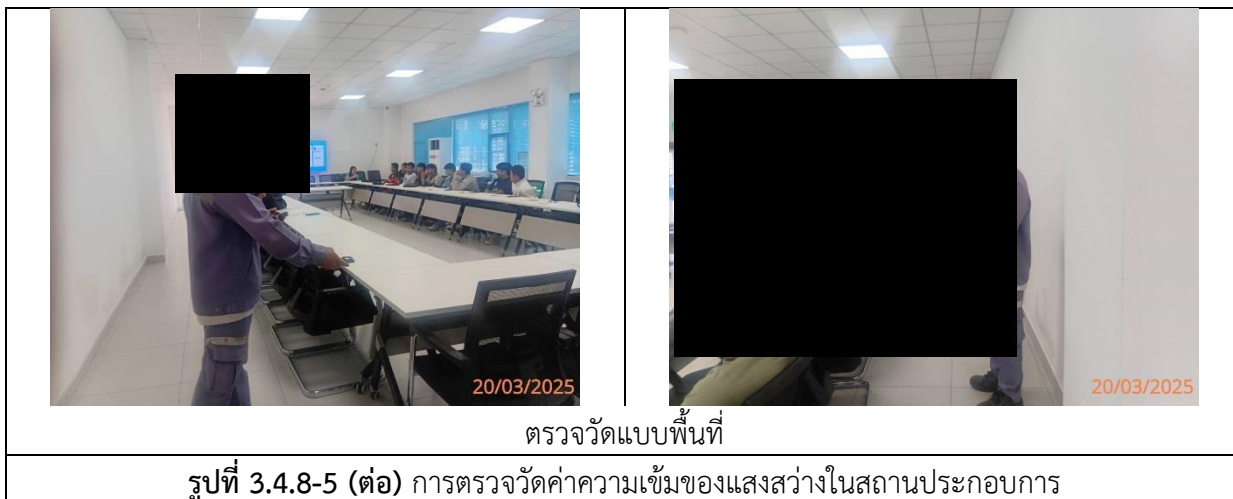 20/03/2025
20/03/2025
ตรวจวัดแบบพื้นที่
รูปที่ 3.4.8-5 (ต่อ) การตรวจวัดค่าความเข้มของแสงสว่างในสถานประกอบการ